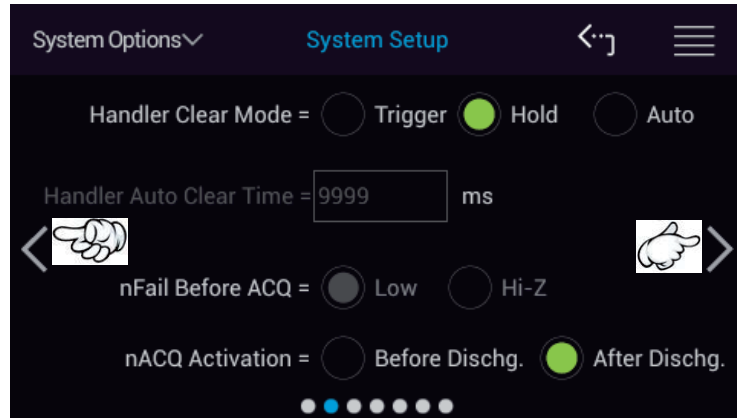 System Options System Setup
Handler Clear Mode = Trigger Hold Auto
Handler Auto Clear Time = 9999 ms
nFail Before ACQ = Low Hi-Z
nACQ Activation = Before Dischg. After Dischg.